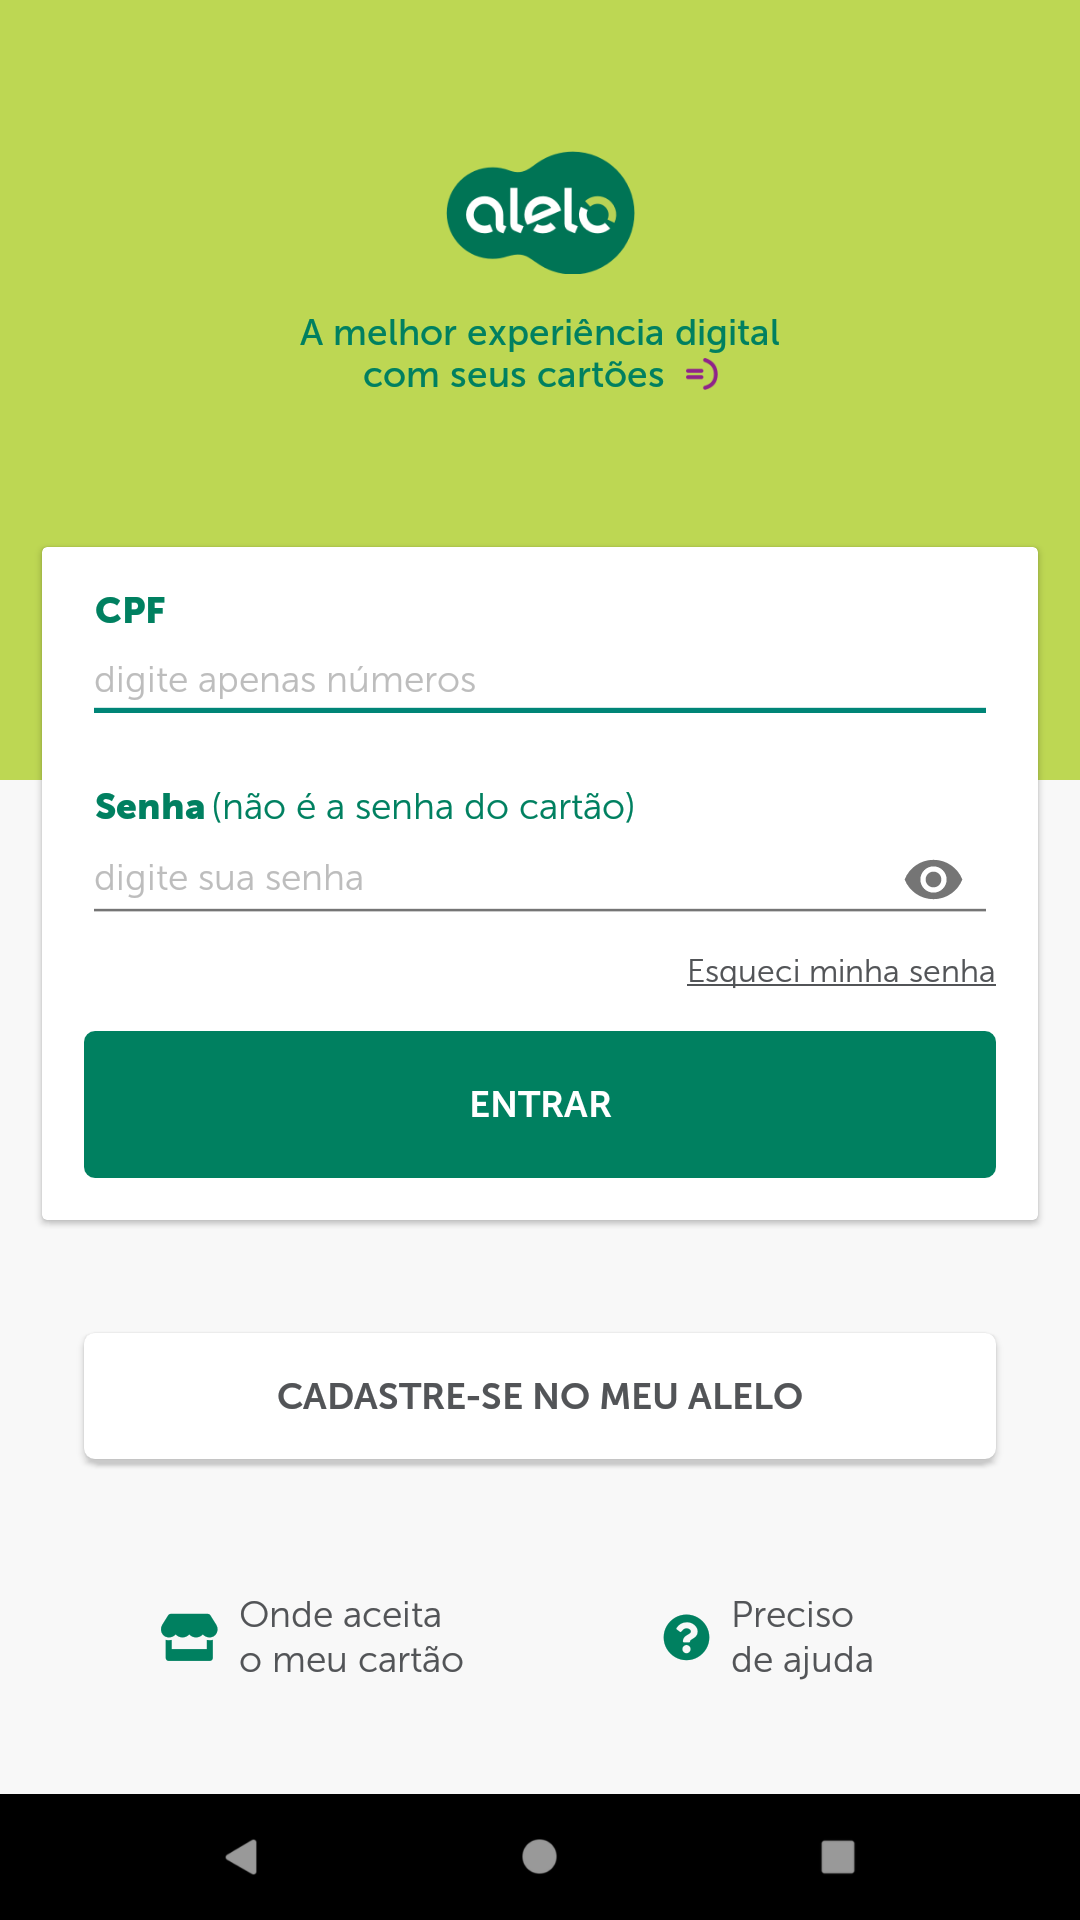 alelo
A melhor experiência digital
com seus cartões =)
CPF
digite apenas números
Senha (não é a senha do cartão)
digite sua senha
Esqueci minha senha
ENTRAR
CADASTRE-SE NO MEU ALELO
Onde aceita
o meu cartão
Preciso
de ajuda